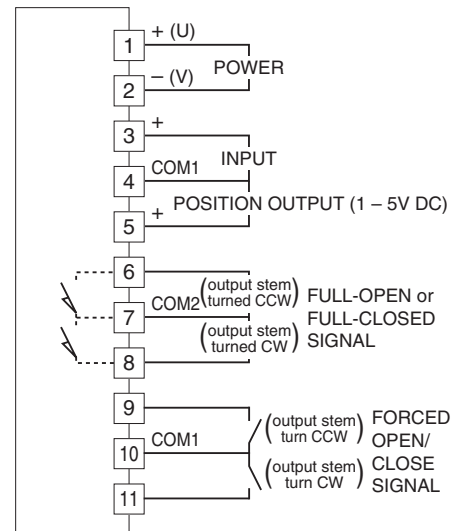 1 + (U)
POWER
2 – (V)
3 +
INPUT
4 COM1
POSITION OUTPUT (1 – 5V DC)
5 +
6
(output stem turned CCW)
7 COM2
(output stem turned CW)
8
FULL-OPEN or
FULL-CLOSED
SIGNAL
9
(output stem turn CCW)
10 COM1
(output stem turn CW)
11
FORCED
OPEN/
CLOSE
SIGNAL